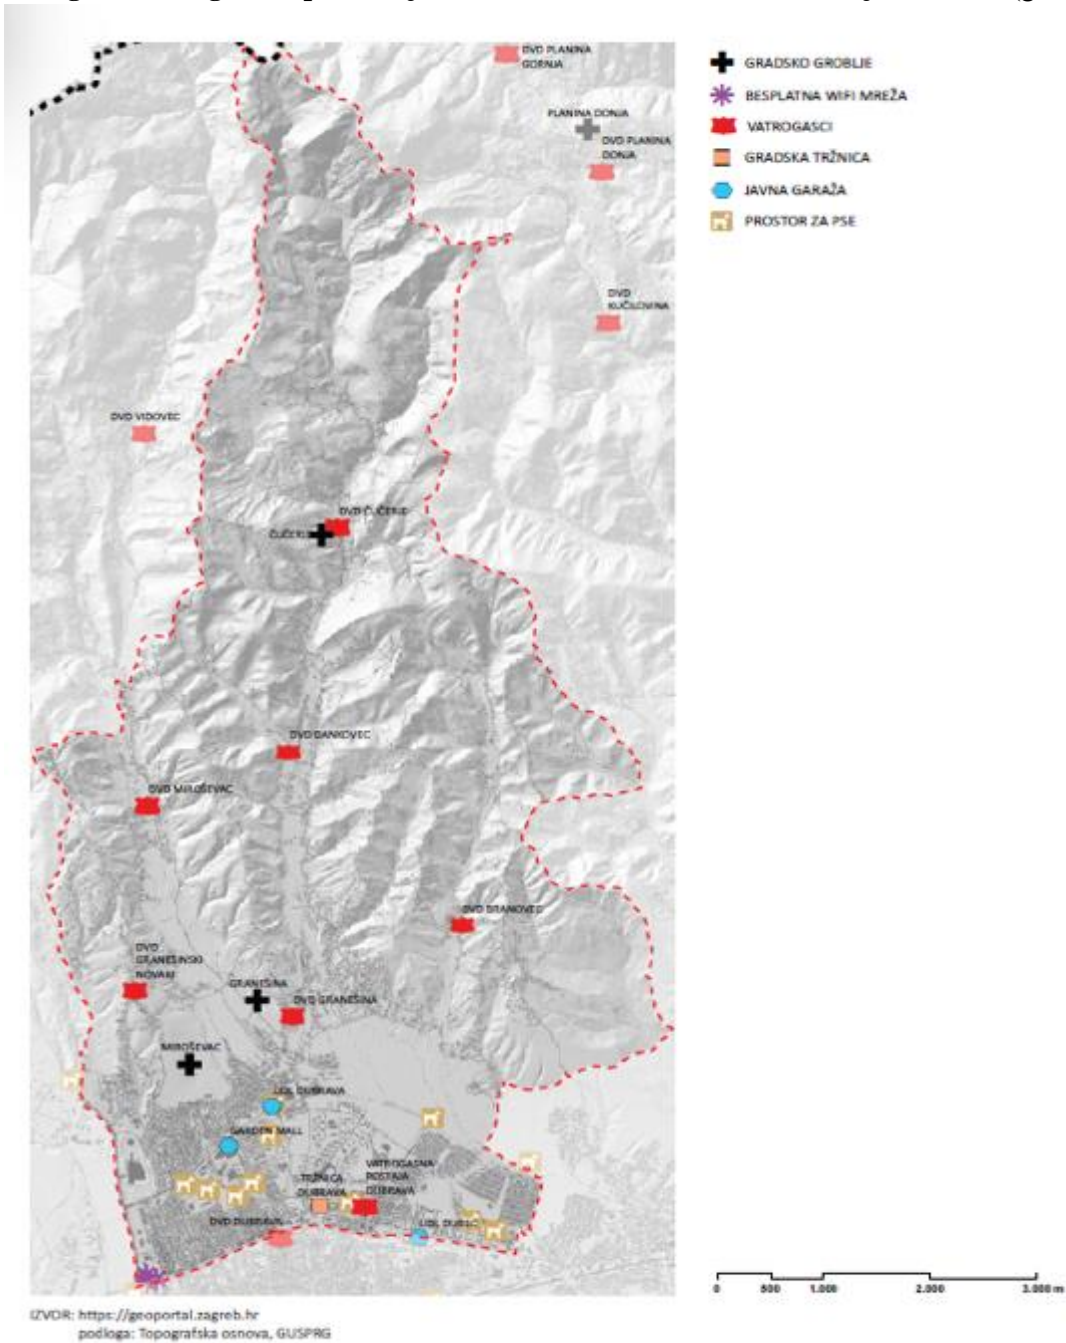 DVD PLANINA
GORNJA
PLANINA DONJA
DVD PLANINA
DONJA
DVD
KUČILOVINA
DVD VIDOVEC
DVD ČUČERJE
ČUČERJE
DVD DANKOVEC
DVD MIROŠEVAC
DVD BRANOVEC
DVD
GRANEŠINSKI
NOVAKI
GRANEŠINA
DVD GRANEŠINA
MIROŠEVAC
LIDL DUBRAVA
GARDEN MALL
TRŽNICA
DUBRAVA
VATROGASNA
POSTAJA
DUBRAVA
DVD DUBRAVA
LIDL DUBEC
GRADSKO GROBLJE
BESPLATNA WIFI MREŽA
VATROGASCI
GRADSKA TRŽNICA
JAVNA GARAŽA
PROSTOR ZA PSE
0 500 1.000 2.000 3.000 m
IZVOR: https://geoportal.zagreb.hr
podloga: Topografska osnova, GUSPRG